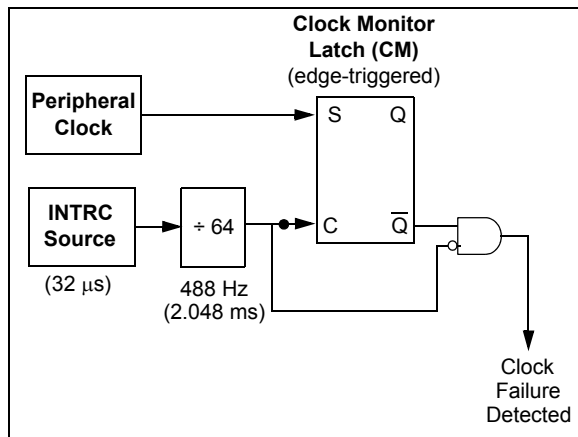 Clock Monitor
Latch (CM)
(edge-triggered)
Peripheral
Clock
S
Q
INTRC
Source
(32 μs)
÷ 64
488 Hz
(2.048 ms)
C
Q̅
Clock
Failure
Detected